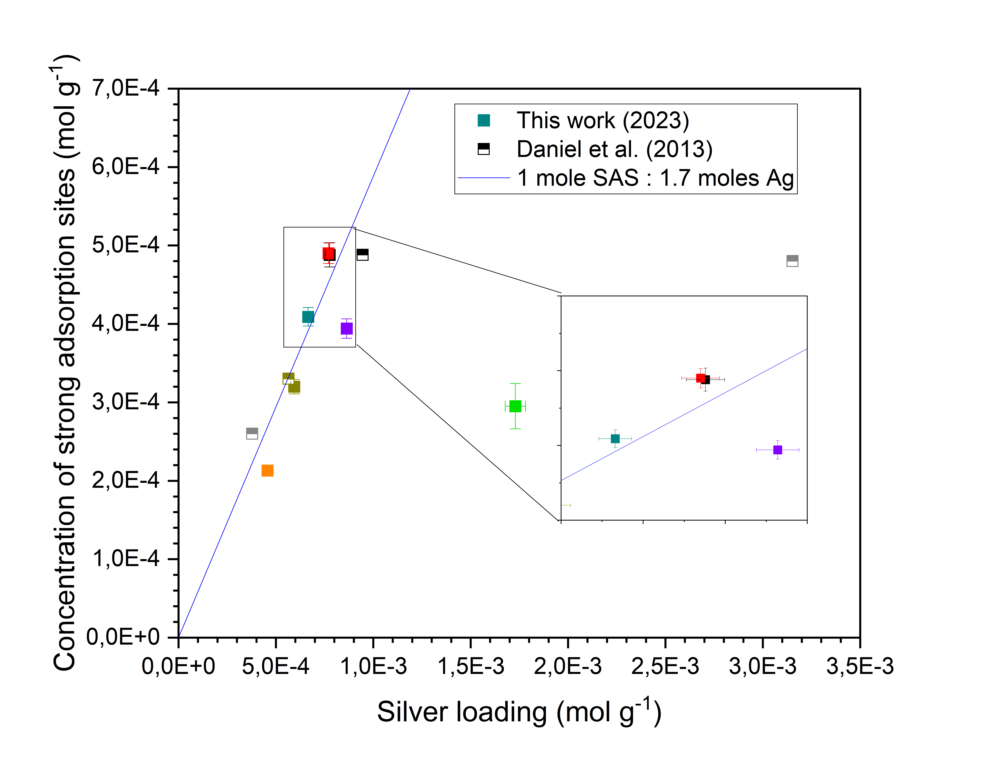 Concentration of strong adsorption sites (mol g-1)
7,0E-4
6,0E-4
5,0E-4
4,0E-4
3,0E-4
2,0E-4
1,0E-4
0,0E+0
This work (2023)
Daniel et al. (2013)
1 mole SAS : 1.7 moles Ag
0,0E+0 5,0E-4 1,0E-3 1,5E-3 2,0E-3 2,5E-3 3,0E-3 3,5E-3
Silver loading (mol g-1)